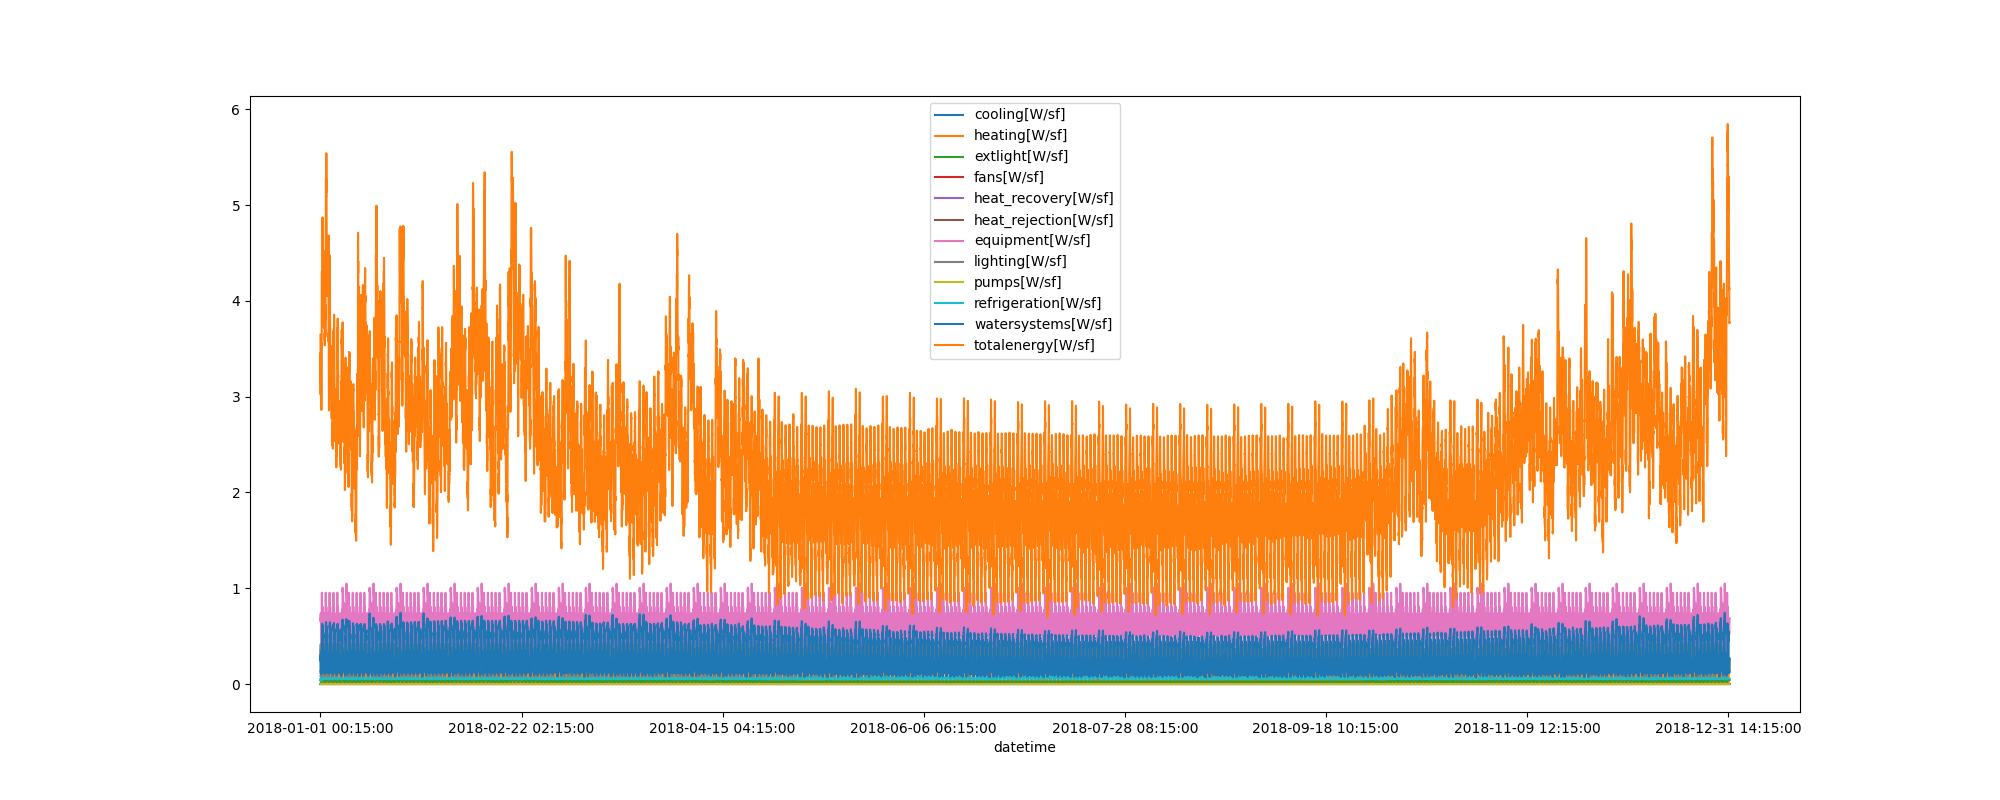 6
5
4
3
2
1
0
cooling[W/sf]
heating[W/sf]
extlight[W/sf]
fans[W/sf]
heat_recovery[W/sf]
heat_rejection[W/sf]
equipment[W/sf]
lighting[W/sf]
pumps[W/sf]
refrigeration[W/sf]
watersystems[W/sf]
totalenergy[W/sf]
2018-01-01 00:15:00 2018-02-22 02:15:00 2018-04-15 04:15:00 2018-06-06 06:15:00 2018-07-28 08:15:00 2018-09-18 10:15:00 2018-11-09 12:15:00 2018-12-31 14:15:00
datetime